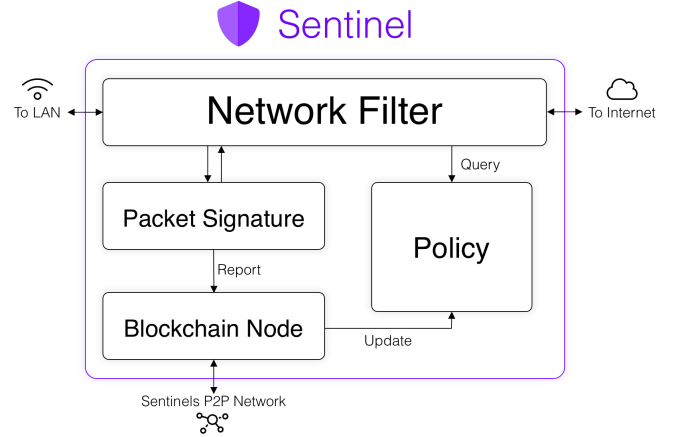 Sentinel
To LAN
Network Filter
To Internet
Query
Packet Signature
Policy
Report
Blockchain Node
Update
Sentinels P2P Network